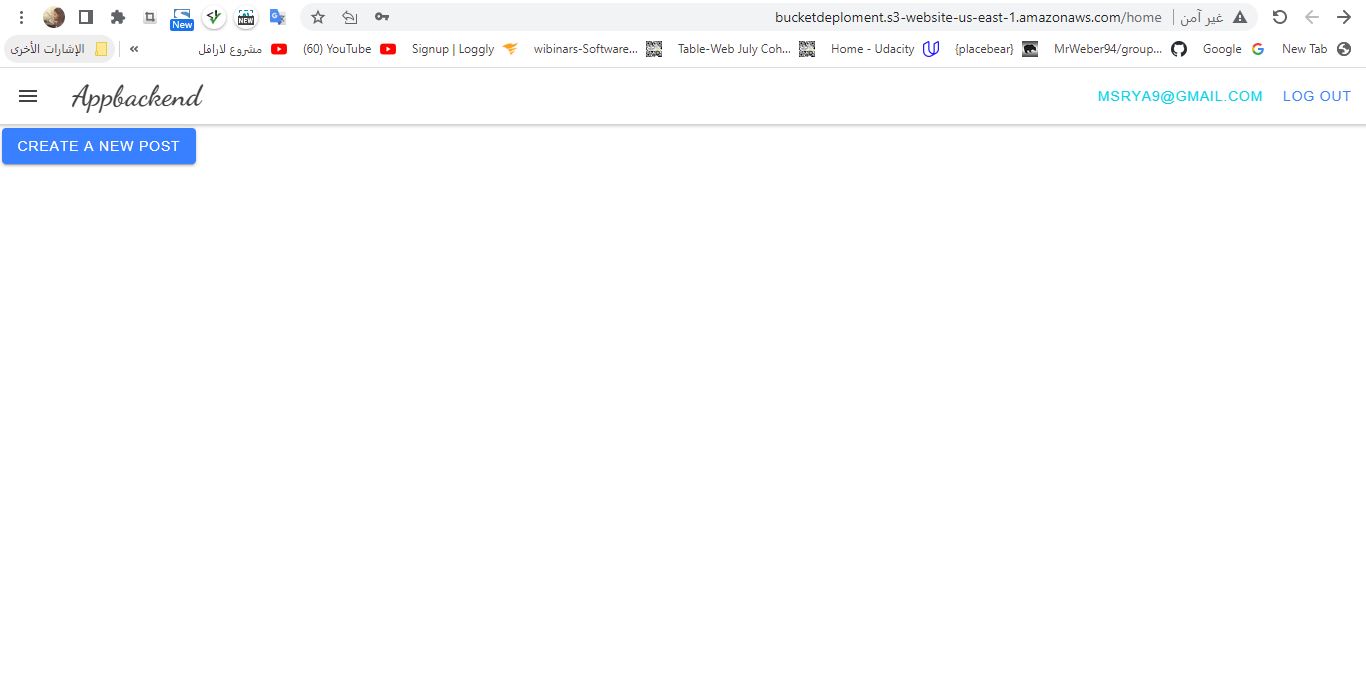 bucketdeploment.s3-website-us-east-1.amazonaws.com/home | غير آمن
New
NEW
الإشارات الأخرى « مشروع لارافل (60) YouTube Signup | Loggly wibinars-Software... Table-Web July Coh... Home - Udacity {placebear} MrWeber94/group... Google New Tab
Appbackend MSRYA9@GMAIL.COM LOG OUT
CREATE A NEW POST